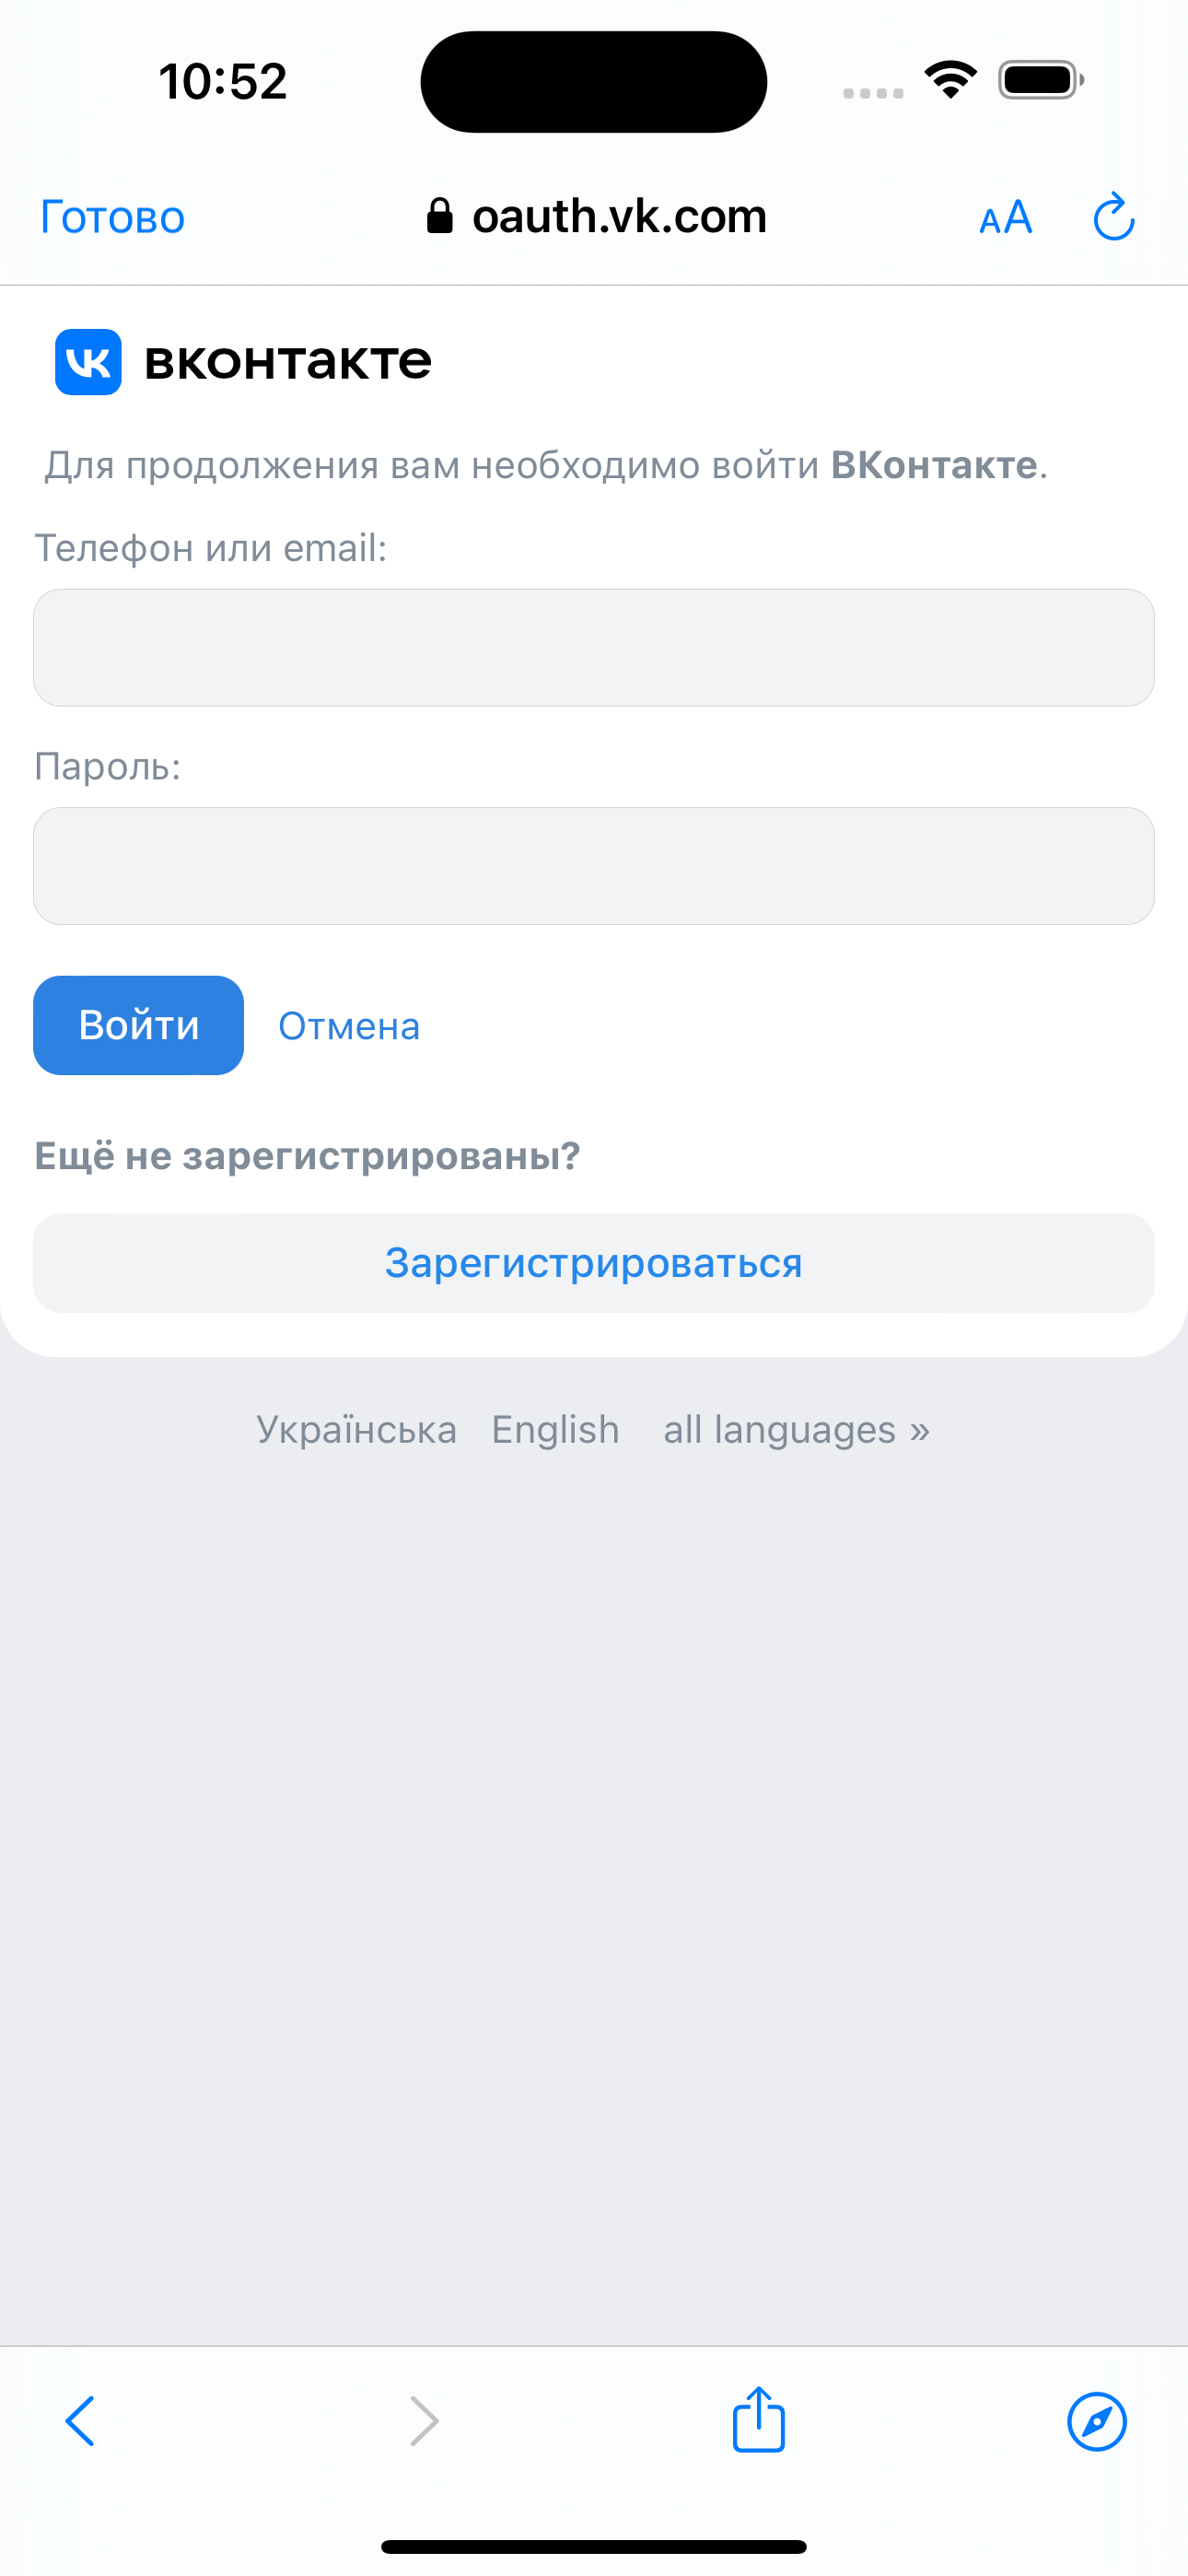 10:52
Готово oauth.vk.com AA
вконтакте
Для продолжения вам необходимо войти ВКонтакте.
Телефон или email:
Пароль:
Войти Отмена
Ещё не зарегистрированы?
Зарегистрироваться
Українська English all languages »